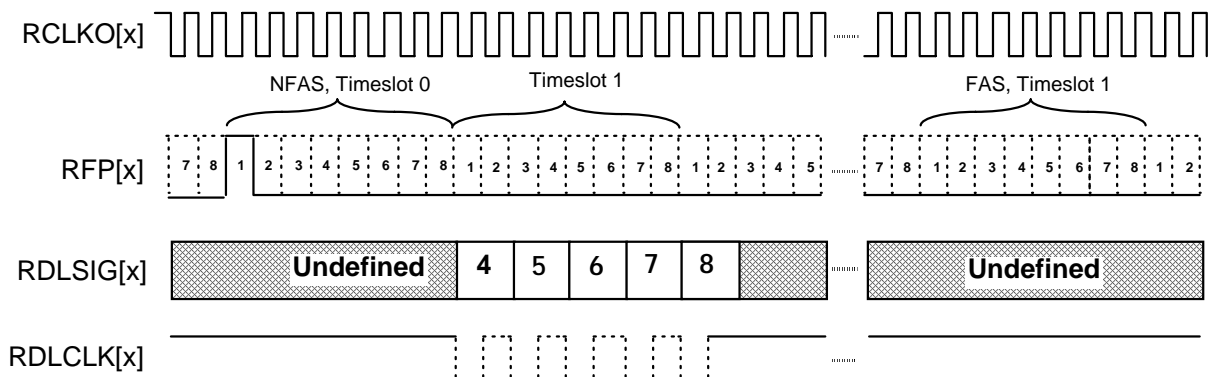 RCLKO[x]
NFAS, Timeslot 0
Timeslot 1
FAS, Timeslot 1
RFP[x]
7 8 1 2 3 4 5 6 7 8 1 2 3 4 5 6 7 8 1 2 3 4 5
7 8 1 2 3 4 5 6 7 8 1 2
RDLSIG[x]
Undefined 4 5 6 7 8
Undefined
RDLCLK[x]